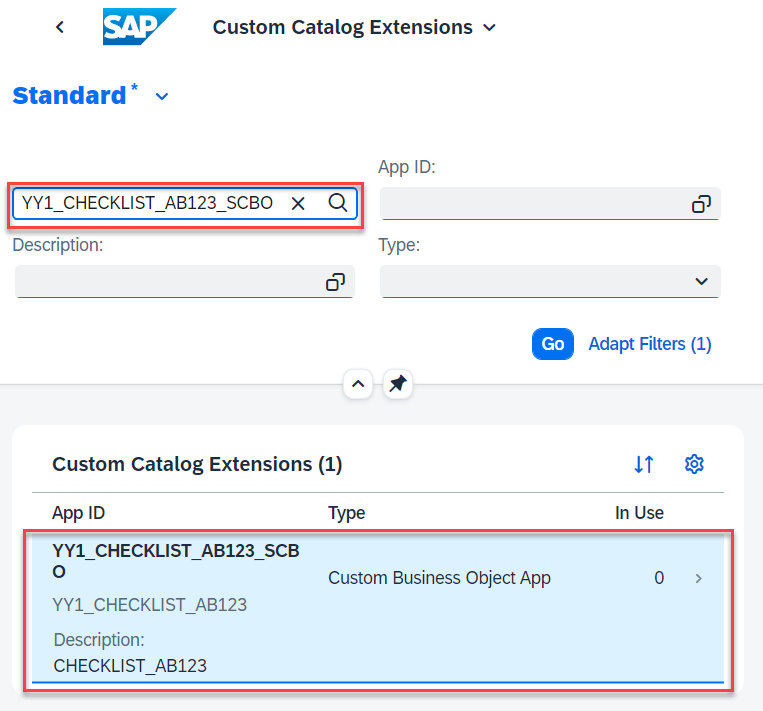 SAP Custom Catalog Extensions
Standard *
App ID:
YY1_CHECKLIST_AB123_SCBO
Description:
Type:
Go Adapt Filters (1)
Custom Catalog Extensions (1)
App ID Type In Use
YY1_CHECKLIST_AB123_SCB
O
Custom Business Object App 0
YY1_CHECKLIST_AB123
Description:
CHECKLIST_AB123